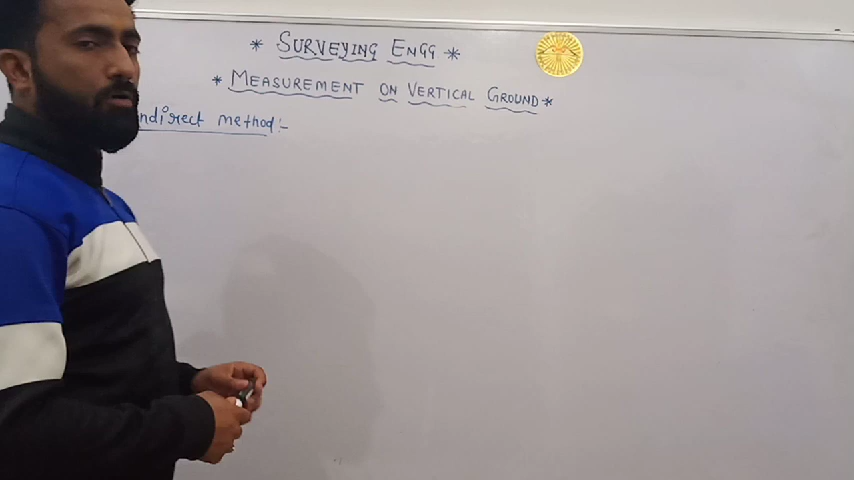 * SURVEYING ENGG *
* MEASUREMENT ON VERTICAL GROUND *
ndirect method:-